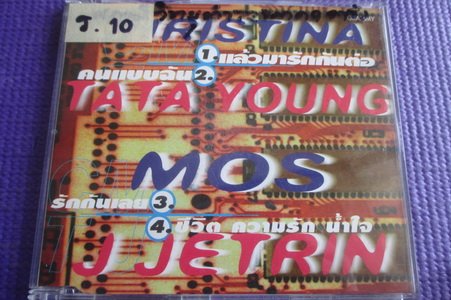 J. 10
RISTINA
1. แล้วมารักกันต่อ
คนแบบฉัน 2.
TATA YOUNG
MOS
รักกันเลย 3.
4. ชีวิต ความรัก น้ำใจ
J JETRIN